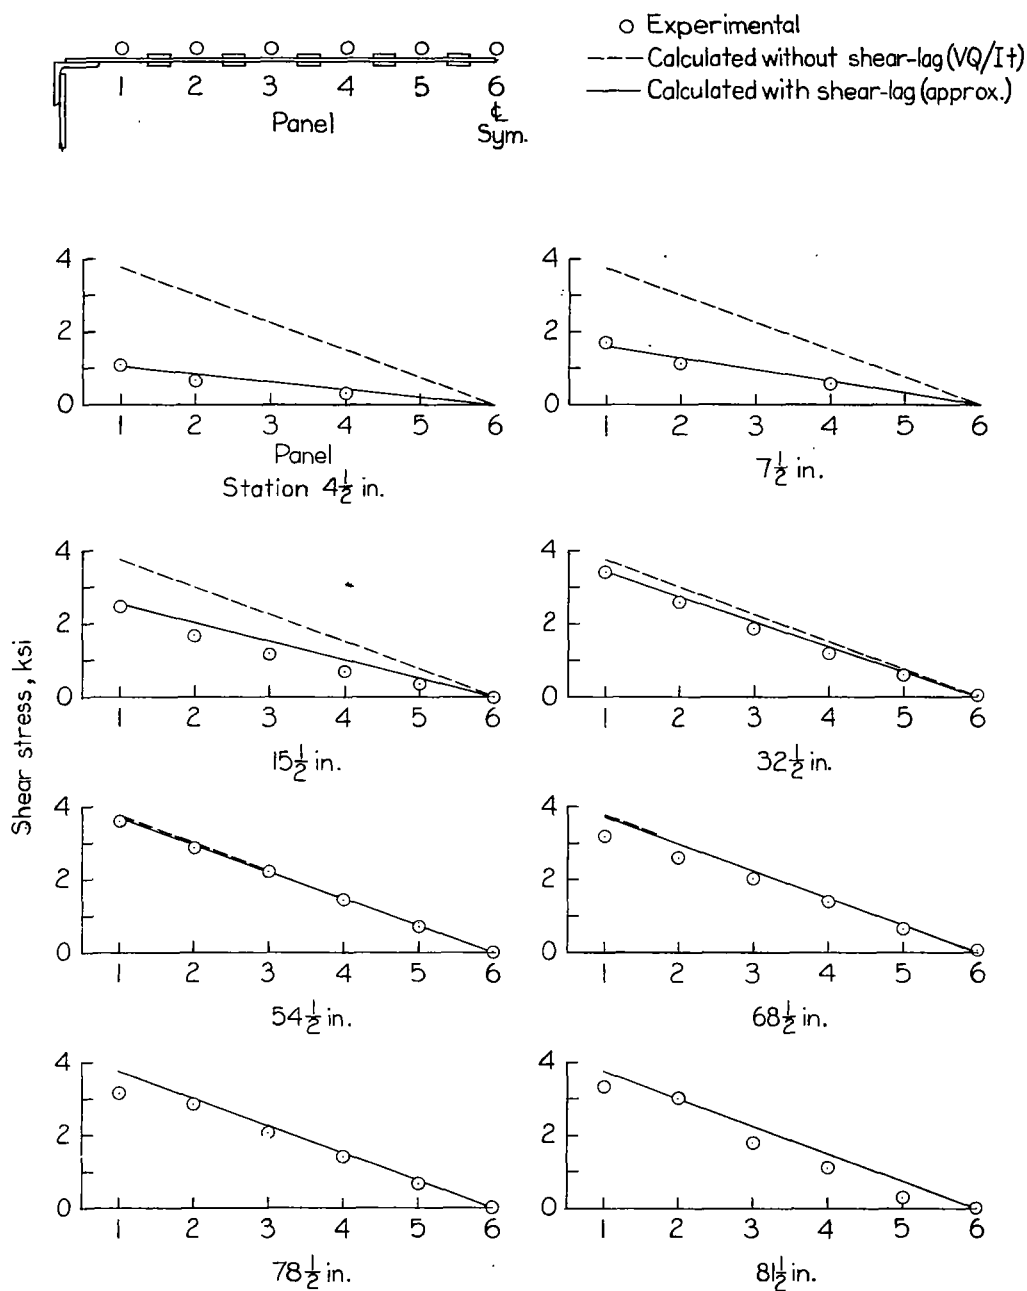 ○ Experimental
--- Calculated without shear-lag (VQ/It)
— Calculated with shear-lag (approx.)
1 2 3 4 5 6
Panel
℄
Sym.
Shear stress, ksi
4
2
0
1 2 3 4 5 6
Panel
Station 4½ in.
4
2
0
1 2 3 4 5 6
7½ in.
4
2
0
1 2 3 4 5 6
15½ in.
4
2
0
1 2 3 4 5 6
32½ in.
4
2
0
1 2 3 4 5 6
54½ in.
4
2
0
1 2 3 4 5 6
68½ in.
4
2
0
1 2 3 4 5 6
78½ in.
4
2
0
1 2 3 4 5 6
81½ in.